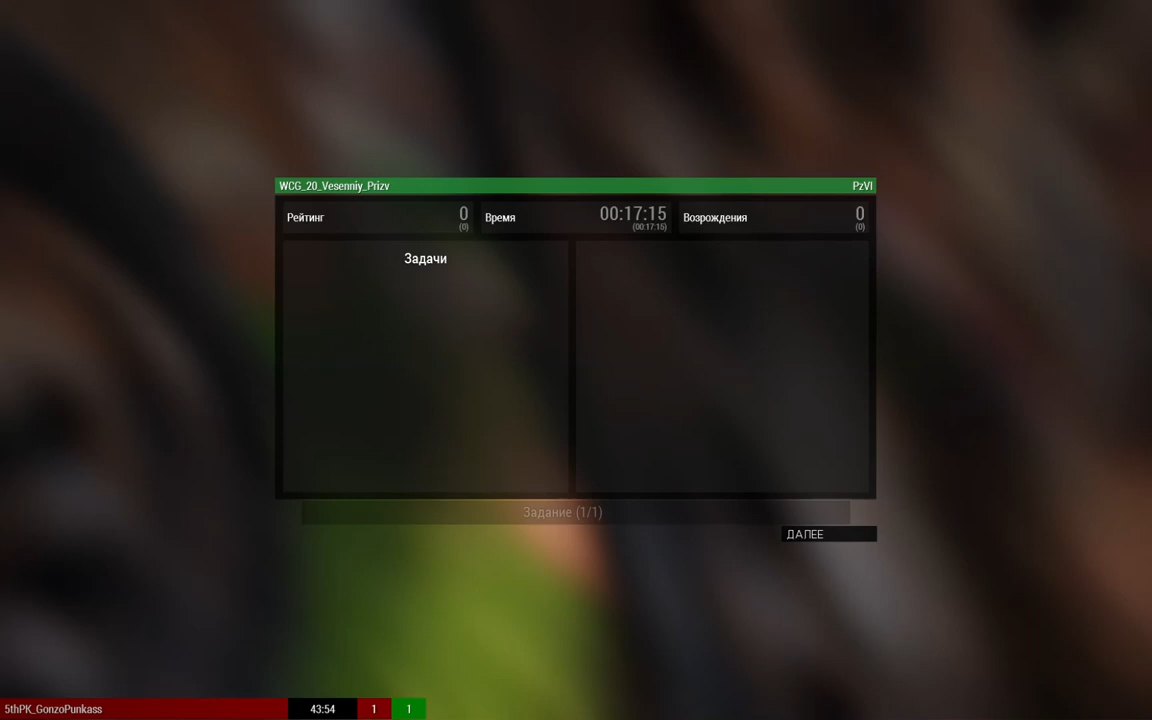 WCG_20_Vesenniy_Prizv PzVI
Рейтинг 0 (0) Время 00:17:15 (00:17:15) Возрождения 0 (0)
Задачи
Задание (1/1)
ДАЛЕЕ
5thPK_GonzoPunkass 43:54 1 1